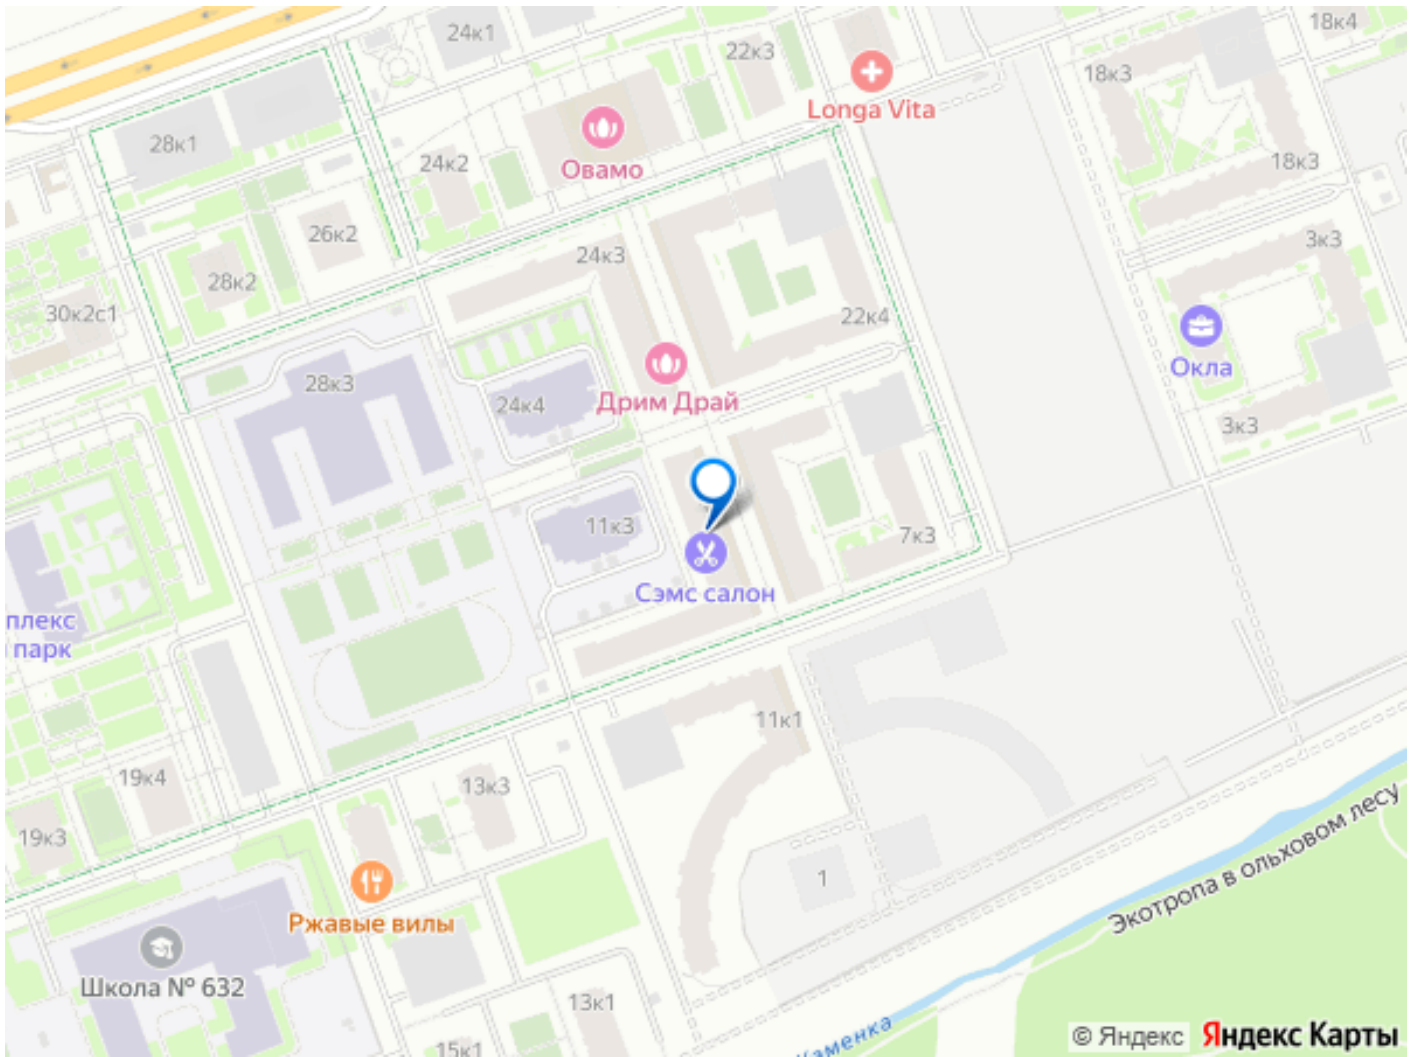 24к1
22к3
18к4
18к3
Longa Vita
28к1
24к2
Овамо
18к3
26к2
24к3
3к3
28к2
30к2с1
22к4
Окла
28к3
24к4
Дрим Драй
3к3
11к3
7к3
Сэмс салон
плекс
парк
11к1
19к4
13к3
19к3
1
Экотропа в ольховом лесу
Ржавые вилы
Школа № 632
13к1
15к1
Каменка
© Яндекс
Яндекс Карты